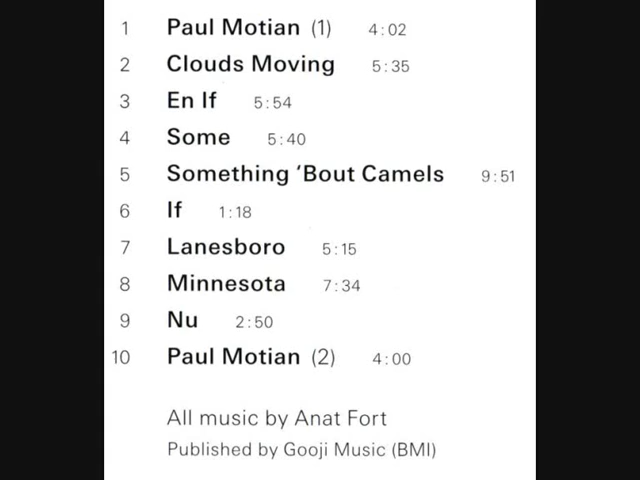 1 Paul Motian (1) 4:02
2 Clouds Moving 5:35
3 En If 5:54
4 Some 5:40
5 Something ‘Bout Camels 9:51
6 If 1:18
7 Lanesboro 5:15
8 Minnesota 7:34
9 Nu 2:50
10 Paul Motian (2) 4:00
All music by Anat Fort
Published by Gooji Music (BMI)